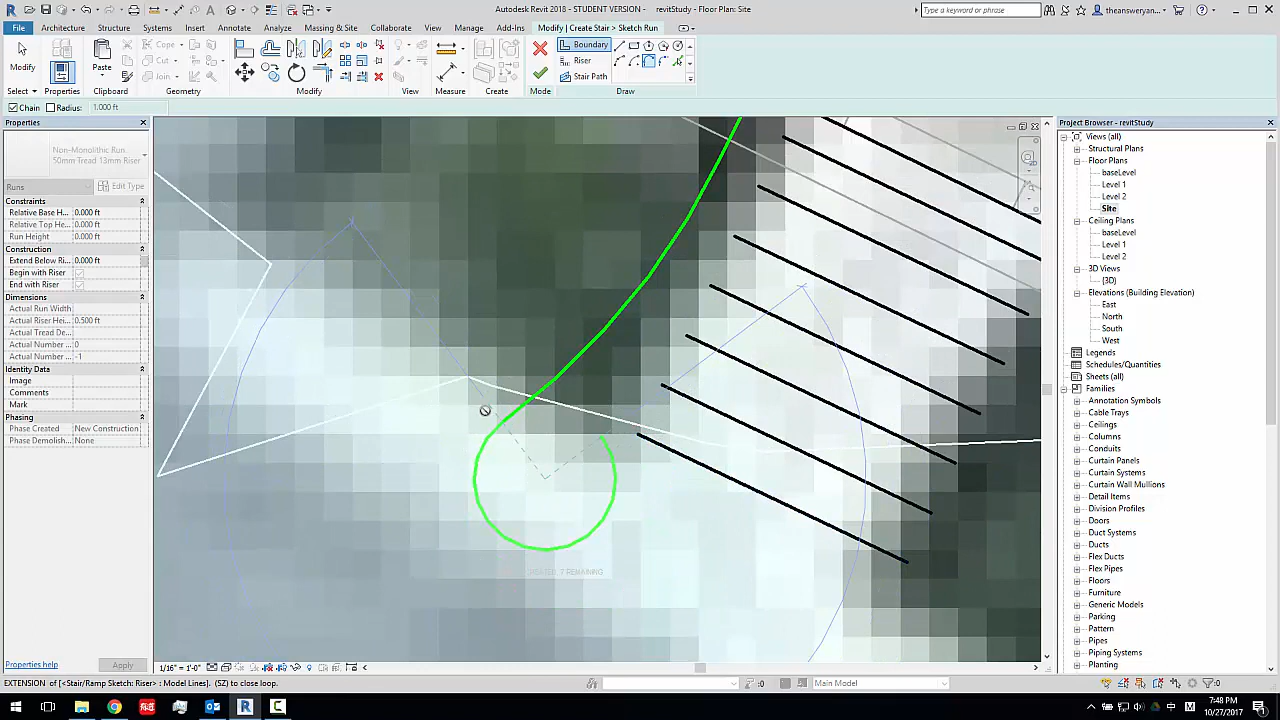 Autodesk Revit 2018 - STUDENT VERSION - revitStudy - Floor Plan: Site
Type a keyword or phrase
theanswerryan...
File Architecture Structure Systems Insert Annotate Analyze Massing & Site Collaborate View Manage Add-Ins Modify | Create Stair > Sketch Run
Modify
Properties
Paste
Cope
Cut
Join
Boundary
Riser
Stair Path
Select Properties Clipboard Geometry Modify View Measure Create Mode Draw
Chain Radius: 1.000 ft
Properties
Non-Monolithic Run
50mm Tread 13mm Riser
Runs
Edit Type
Constraints
Relative Base H... 0.000 ft
Relative Top He... 0.000 ft
Run Height 0.000 ft
Construction
Extend Below Ri... 0.000 ft
Begin with Riser
End with Riser
Dimensions
Actual Run Width
Actual Riser Hei... 0.500 ft
Actual Tread De...
Actual Number ... 0
Actual Number ... -1
Identity Data
Image
Comments
Mark
Phasing
Phase Created New Construction
Phase Demolish... None
Properties help
Apply
Project Browser - revitStudy
Views (all)
Structural Plans
Floor Plans
baseLevel
Level 1
Level 2
Site
Ceiling Plans
baseLevel
Level 1
Level 2
3D Views
{3D}
Elevations (Building Elevation)
East
North
South
West
Legends
Schedules/Quantities
Sheets (all)
Families
Annotation Symbols
Cable Trays
Ceilings
Columns
Conduits
Curtain Panels
Curtain Systems
Curtain Wall Mullions
Detail Items
Division Profiles
Doors
Duct Systems
Ducts
Flex Ducts
Flex Pipes
Floors
Furniture
Generic Models
Parking
Pattern
Pipes
Piping Systems
Planting
1/16" = 1'-0"
EXTENSION of [<Stair/Ramp Sketch: Riser> : Model Lines]. (SZ) to close loop.
:0
Main Model
:0
7:48 PM
10/27/2017